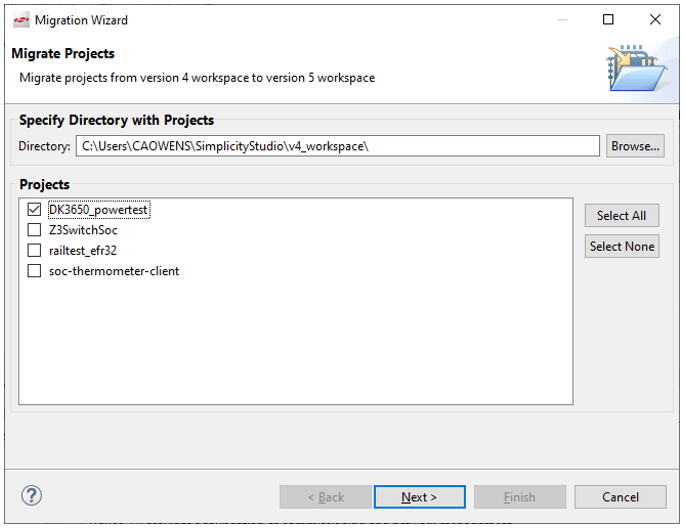 Migration Wizard
Migrate Projects
Migrate projects from version 4 workspace to version 5 workspace
Specify Directory with Projects
Directory: C:\Users\CAOWENS\SimplicityStudio\v4_workspace\ Browse...
Projects
DK3650_powertest
Z3SwitchSoc
railtest_efr32
soc-thermometer-client
Select All
Select None
? < Back Next > Finish Cancel